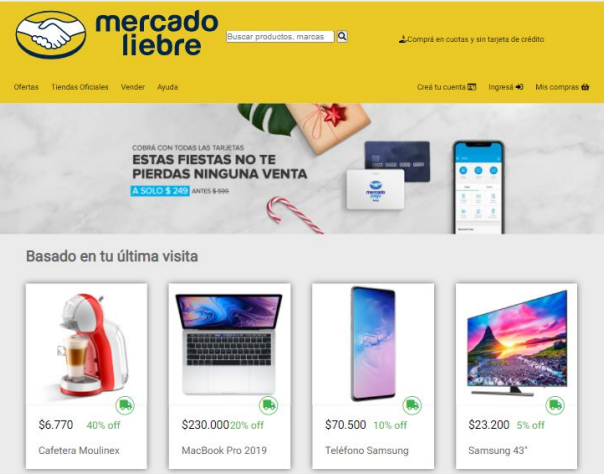 mercado
liebre
Buscar productos, marcas
Comprá en cuotas y sin tarjeta de crédito
Ofertas Tiendas Oficiales Vender Ayuda
Creá tu cuenta Ingresá Mis compras
COBRÁ CON TODAS LAS TARJETAS
ESTAS FIESTAS NO TE
PIERDAS NINGUNA VENTA
A SOLO $ 249 ANTES $ 599
mercado
pago
Basado en tu última visita
$6.770 40% off
Cafetera Moulinex
$230.000 20% off
MacBook Pro 2019
$70.500 10% off
Teléfono Samsung
$23.200 5% off
Samsung 43"